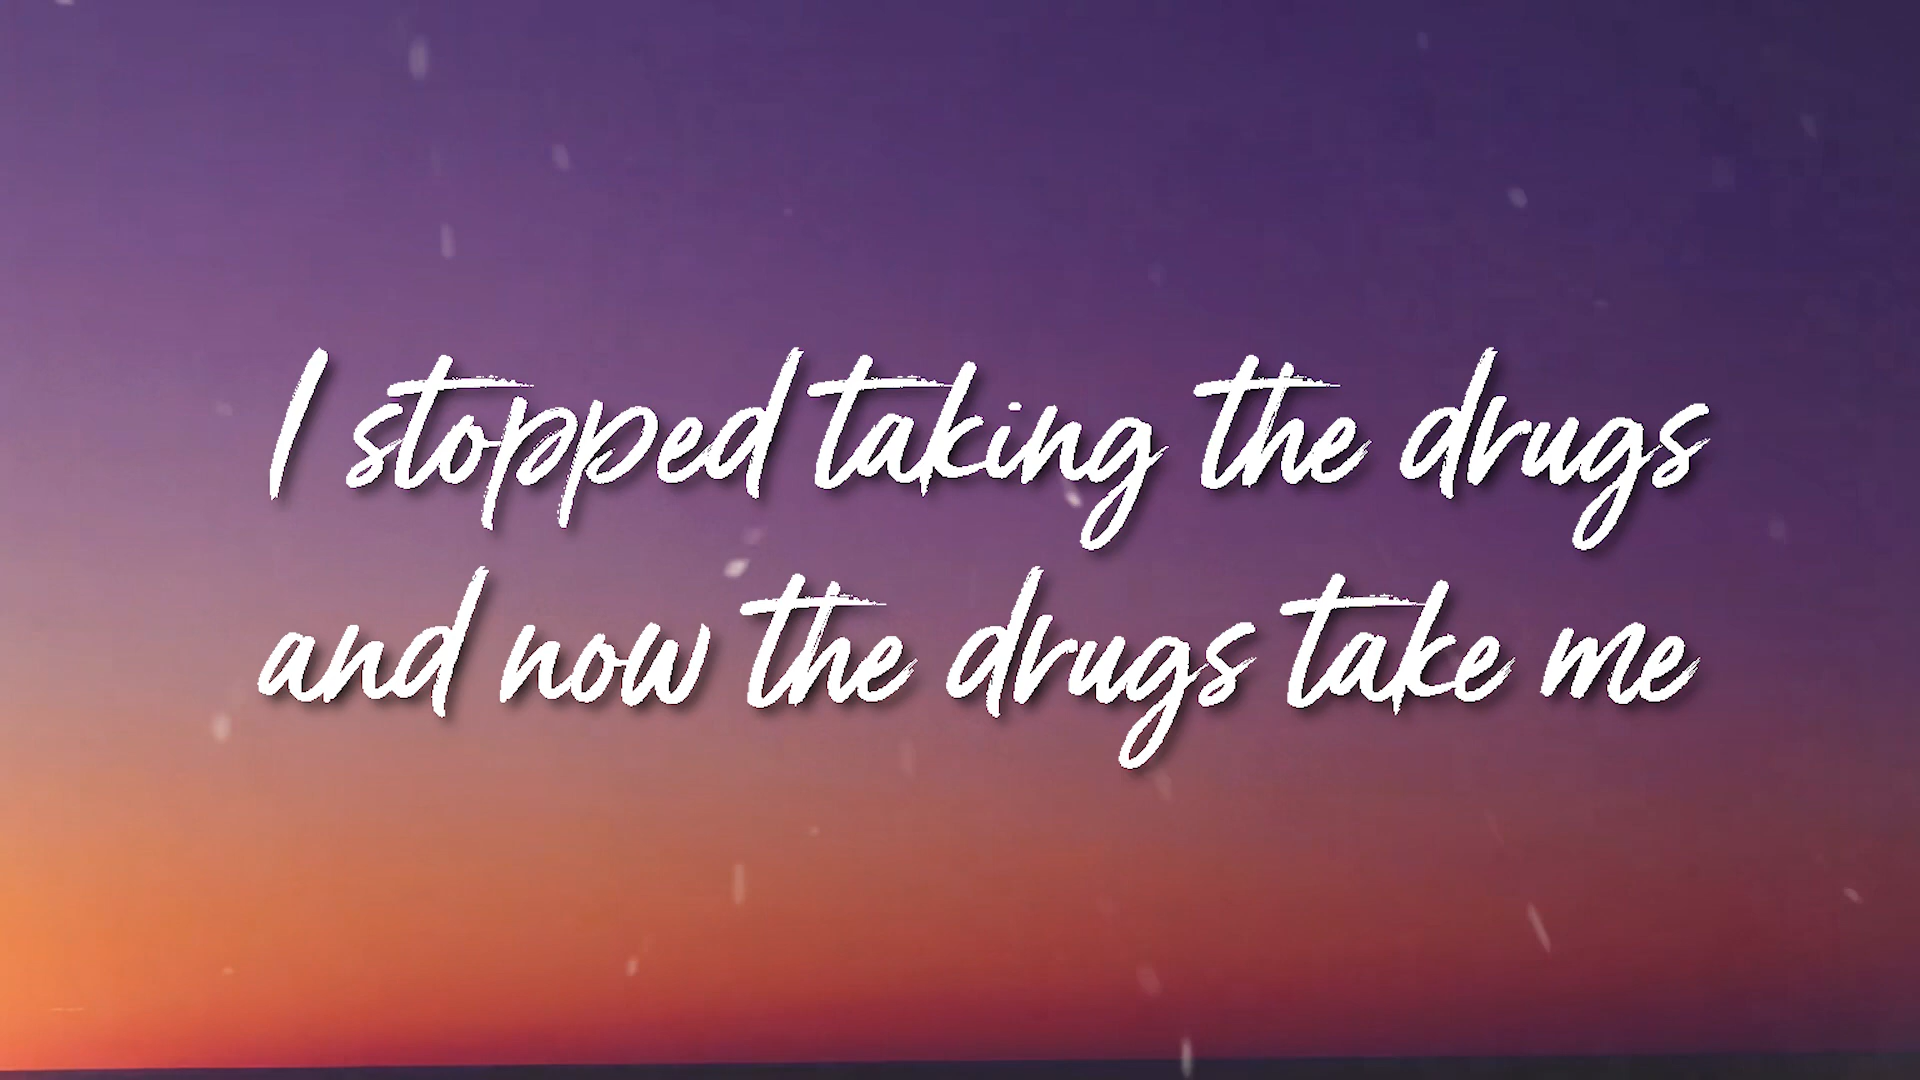 I stopped taking the drugs
and now the drugs take me